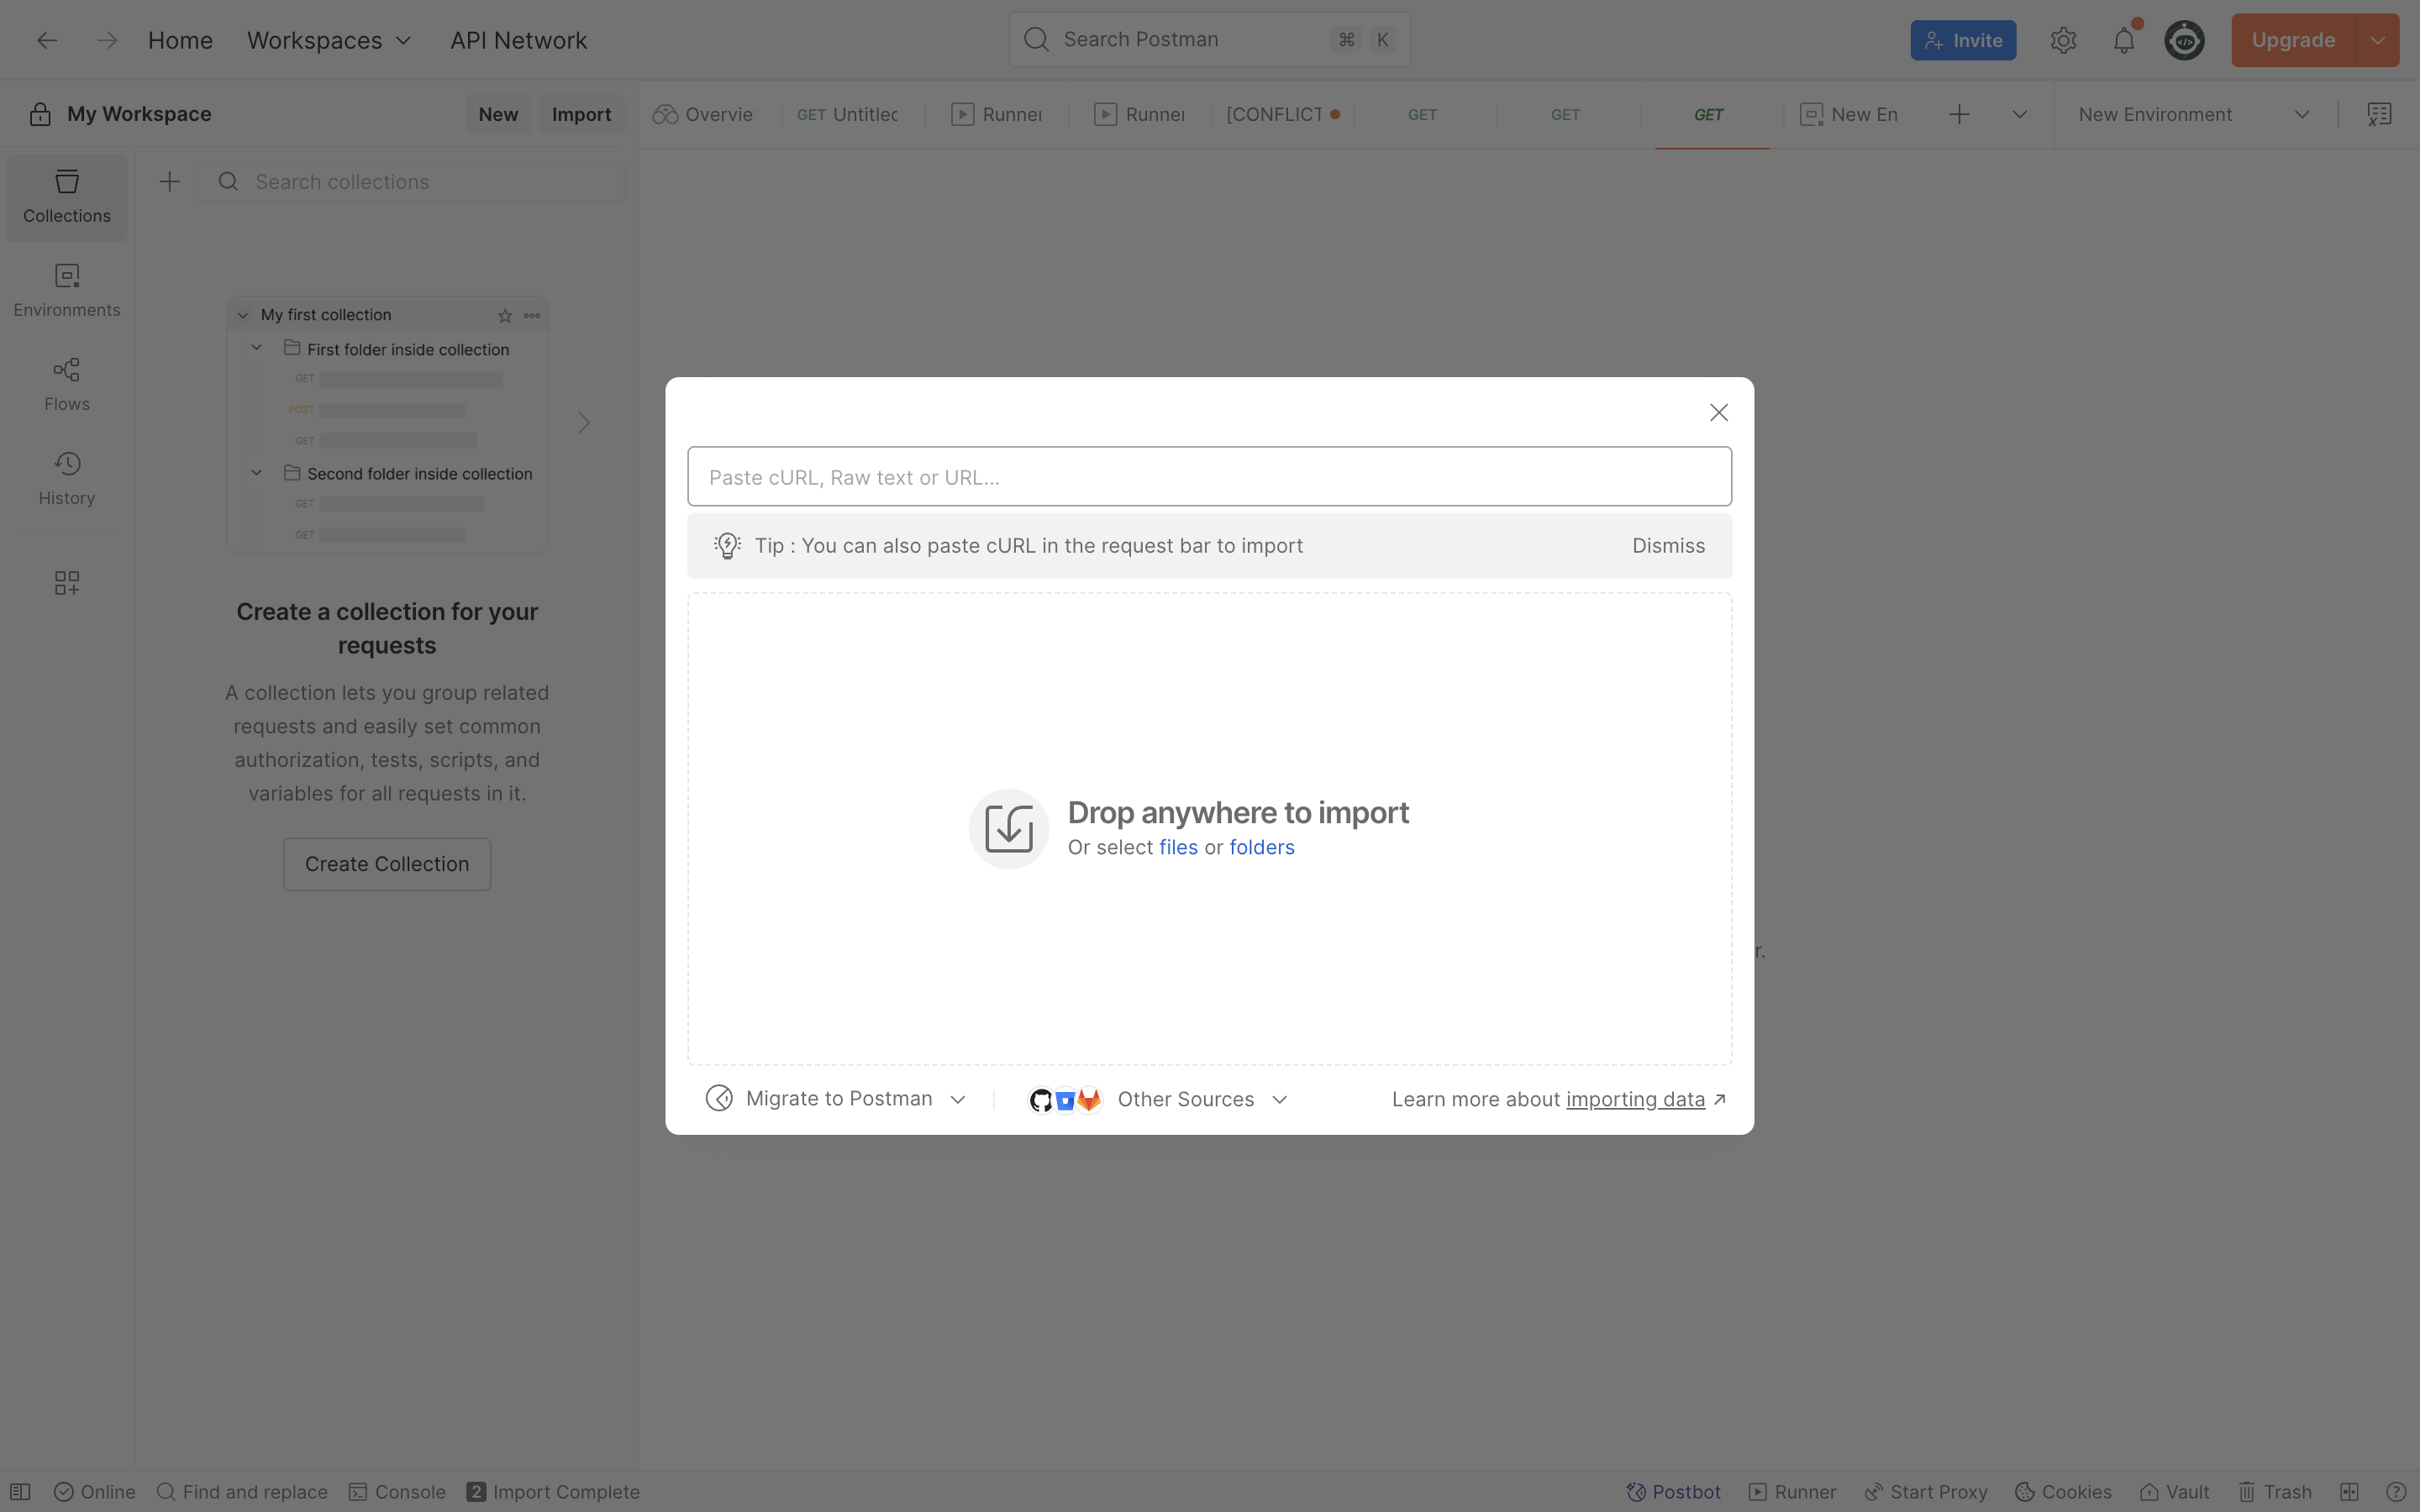 Home
Workspaces
API Network
Search Postman
⌘ K
Invite
Upgrade
My Workspace
New
Import
Overvie
GET Untitlec
Runner
Runner
[CONFLICT
GET
GET
GET
New En
New Environment
Collections
Environments
Flows
History
Search collections
My first collection
First folder inside collection
GET
POST
GET
Second folder inside collection
GET
GET
Create a collection for your
requests
A collection lets you group related
requests and easily set common
authorization, tests, scripts, and
variables for all requests in it.
Create Collection
Paste cURL, Raw text or URL...
Tip : You can also paste cURL in the request bar to import
Dismiss
Drop anywhere to import
Or select files or folders
r.
Migrate to Postman
Other Sources
Learn more about importing data
Online
Find and replace
Console
2 Import Complete
Postbot
Runner
Start Proxy
Cookies
Vault
Trash